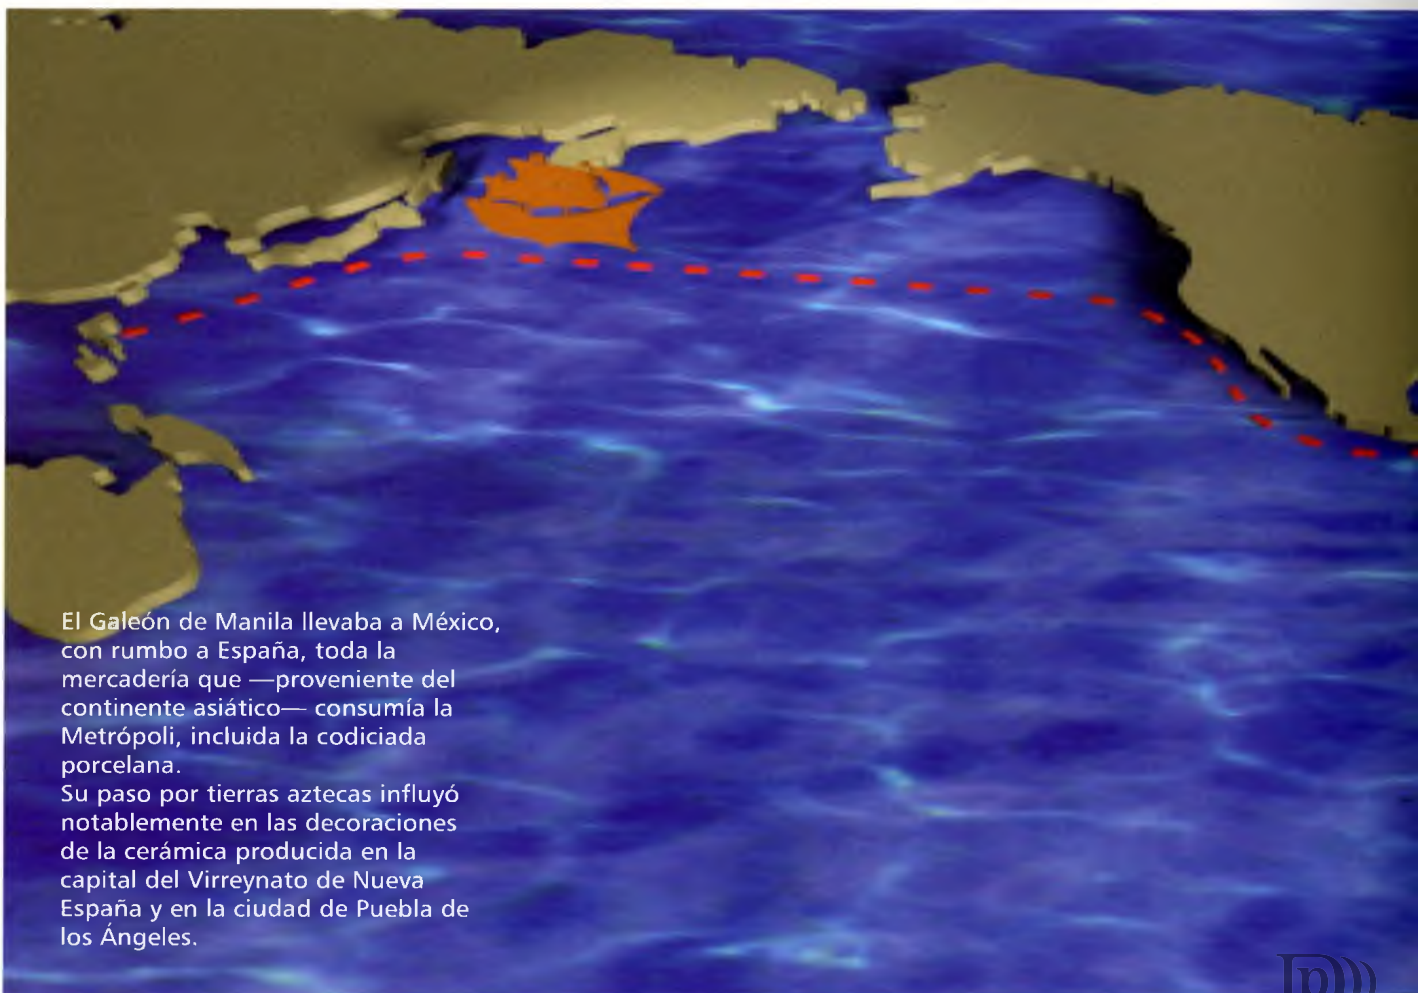 El Galeón de Manila llevaba a México,
con rumbo a España, toda la
mercadería que —proveniente del
continente asiático— consumía la
Metrópoli, incluida la codiciada
porcelana.
Su paso por tierras aztecas influyó
notablemente en las decoraciones
de la cerámica producida en la
capital del Virreynato de Nueva
España y en la ciudad de Puebla de
los Ángeles.